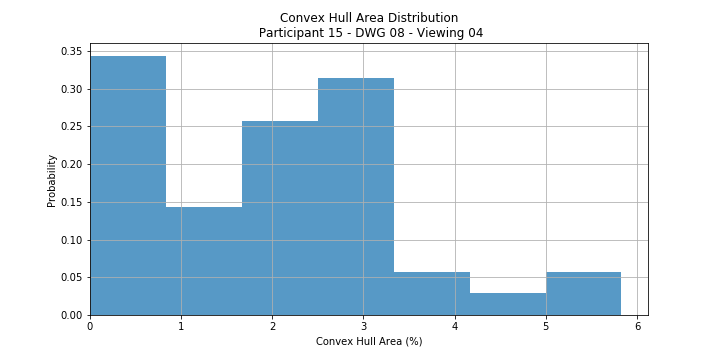 Convex Hull Area Distribution
Participant 15 - DWG 08 - Viewing 04
0.35
0.30
0.25
0.20
0.15
0.10
0.05
0.00
Probability
0 1 2 3 4 5 6
Convex Hull Area (%)